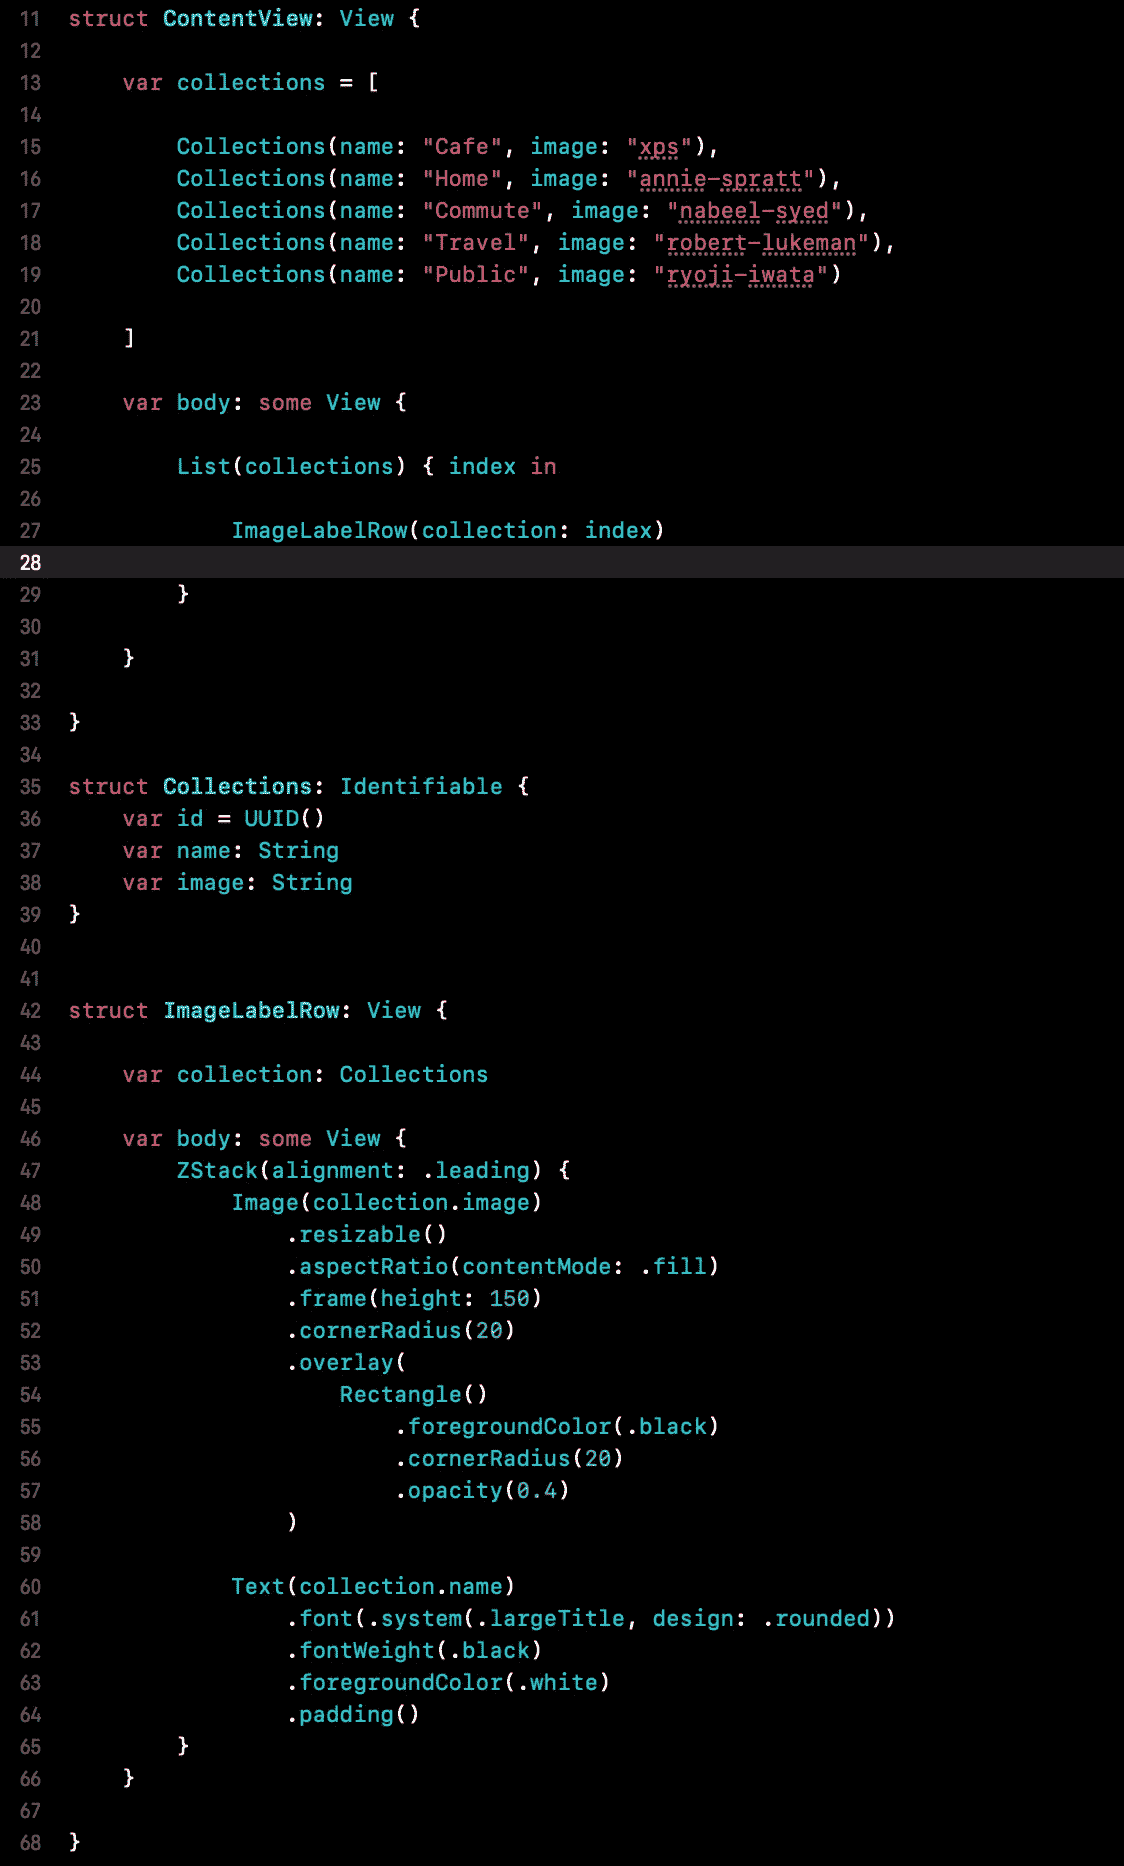 11 struct ContentView: View {
12
13     var collections = [
14
15         Collections(name: "Cafe", image: "xps"),
16         Collections(name: "Home", image: "annie-spratt"),
17         Collections(name: "Commute", image: "nabeel-syed"),
18         Collections(name: "Travel", image: "robert-lukeman"),
19         Collections(name: "Public", image: "ryoji-iwata")
20
21     ]
22
23     var body: some View {
24
25         List(collections) { index in
26
27             ImageLabelRow(collection: index)
28
29         }
30
31     }
32
33 }
34
35 struct Collections: Identifiable {
36     var id = UUID()
37     var name: String
38     var image: String
39 }
40
41
42 struct ImageLabelRow: View {
43
44     var collection: Collections
45
46     var body: some View {
47         ZStack(alignment: .leading) {
48             Image(collection.image)
49                 .resizable()
50                 .aspectRatio(contentMode: .fill)
51                 .frame(height: 150)
52                 .cornerRadius(20)
53                 .overlay(
54                     Rectangle()
55                         .foregroundColor(.black)
56                         .cornerRadius(20)
57                         .opacity(0.4)
58                 )
59
60             Text(collection.name)
61                 .font(.system(.largeTitle, design: .rounded))
62                 .fontWeight(.black)
63                 .foregroundColor(.white)
64                 .padding()
65         }
66     }
67
68 }